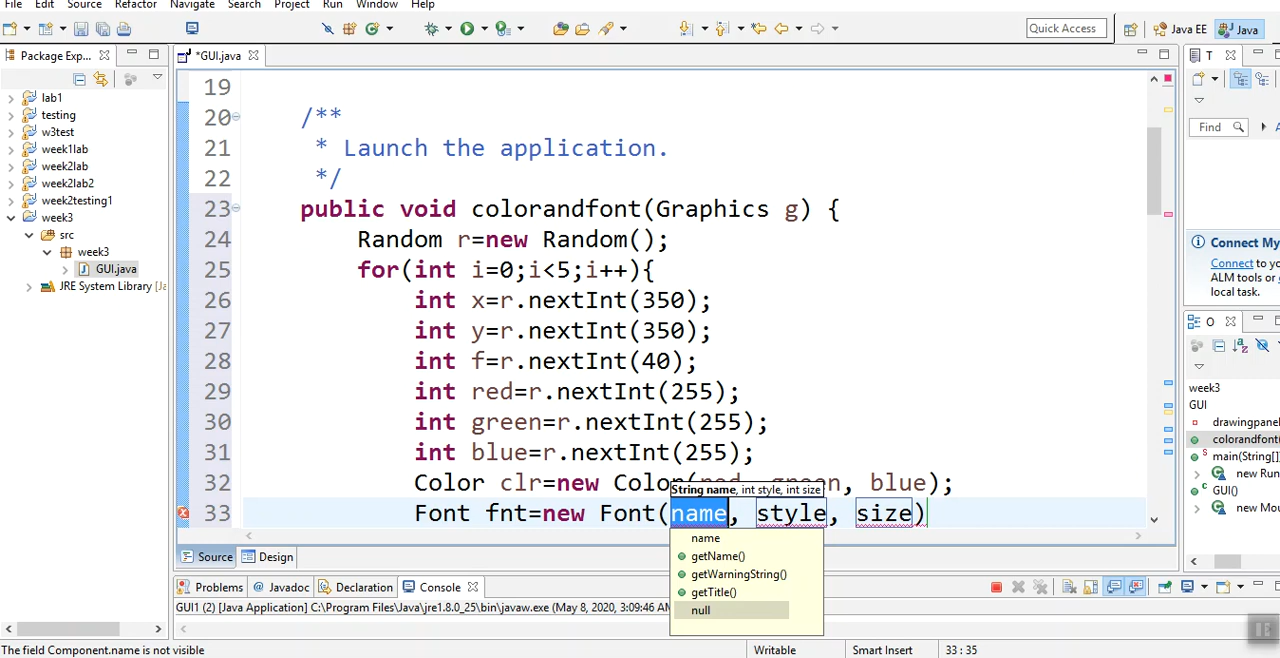 File Edit Source Refactor Navigate Search Project Run Window Help
Quick Access Java EE Java
Package Exp...
*GUI.java
T
lab1
testing
w3test
week1lab
week2lab
week2lab2
week2testing1
week3
src
week3
GUI.java
JRE System Library [Ja
19
20 /**
21 * Launch the application.
22 */
23 public void colorandfont(Graphics g) {
24 Random r=new Random();
25 for(int i=0;i<5;i++){
26 int x=r.nextInt(350);
27 int y=r.nextInt(350);
28 int f=r.nextInt(40);
29 int red=r.nextInt(255);
30 int green=r.nextInt(255);
31 int blue=r.nextInt(255);
32 Color clr=new Color(red, green, blue);
String name, int style, int size
33 Font fnt=new Font(name, style, size)
name
getName()
getWarningString()
getTitle()
null
Find
Connect My
Connect to yo
ALM tools or
local task.
O
week3
GUI
drawingpanel
colorandfont(
main(String[]
new Run
GUI()
new Mou
Source Design
Problems Javadoc Declaration Console
GUI1 (2) [Java Application] C:\Program Files\Java\jre1.8.0_25\bin\javaw.exe (May 8, 2020, 3:09:46 AM
The field Component.name is not visible
Writable Smart Insert 33 : 35